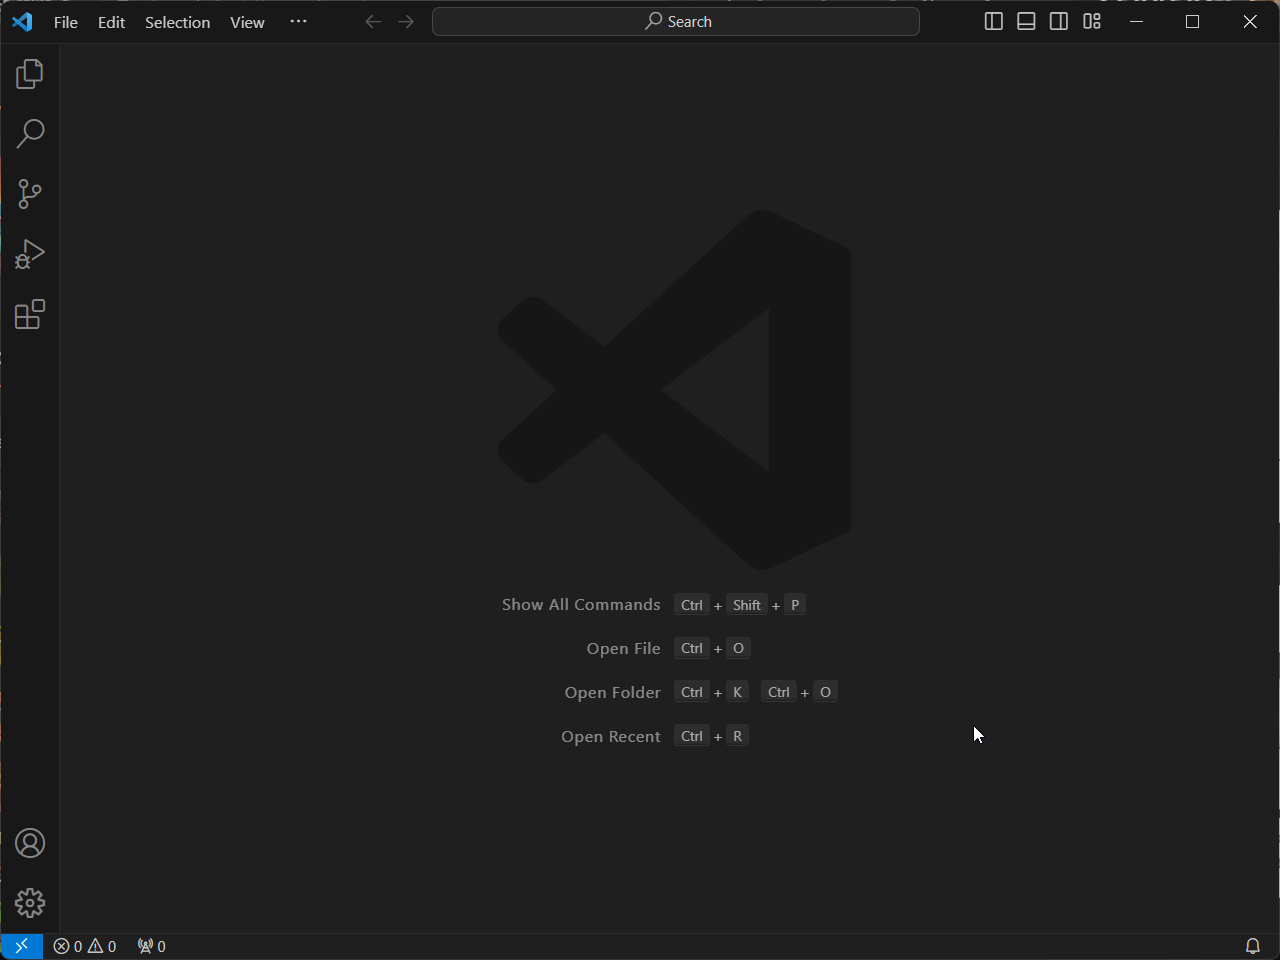 File Edit Selection View ···
Search
Show All Commands Ctrl + Shift + P
Open File Ctrl + O
Open Folder Ctrl + K Ctrl + O
Open Recent Ctrl + R
0 0 0